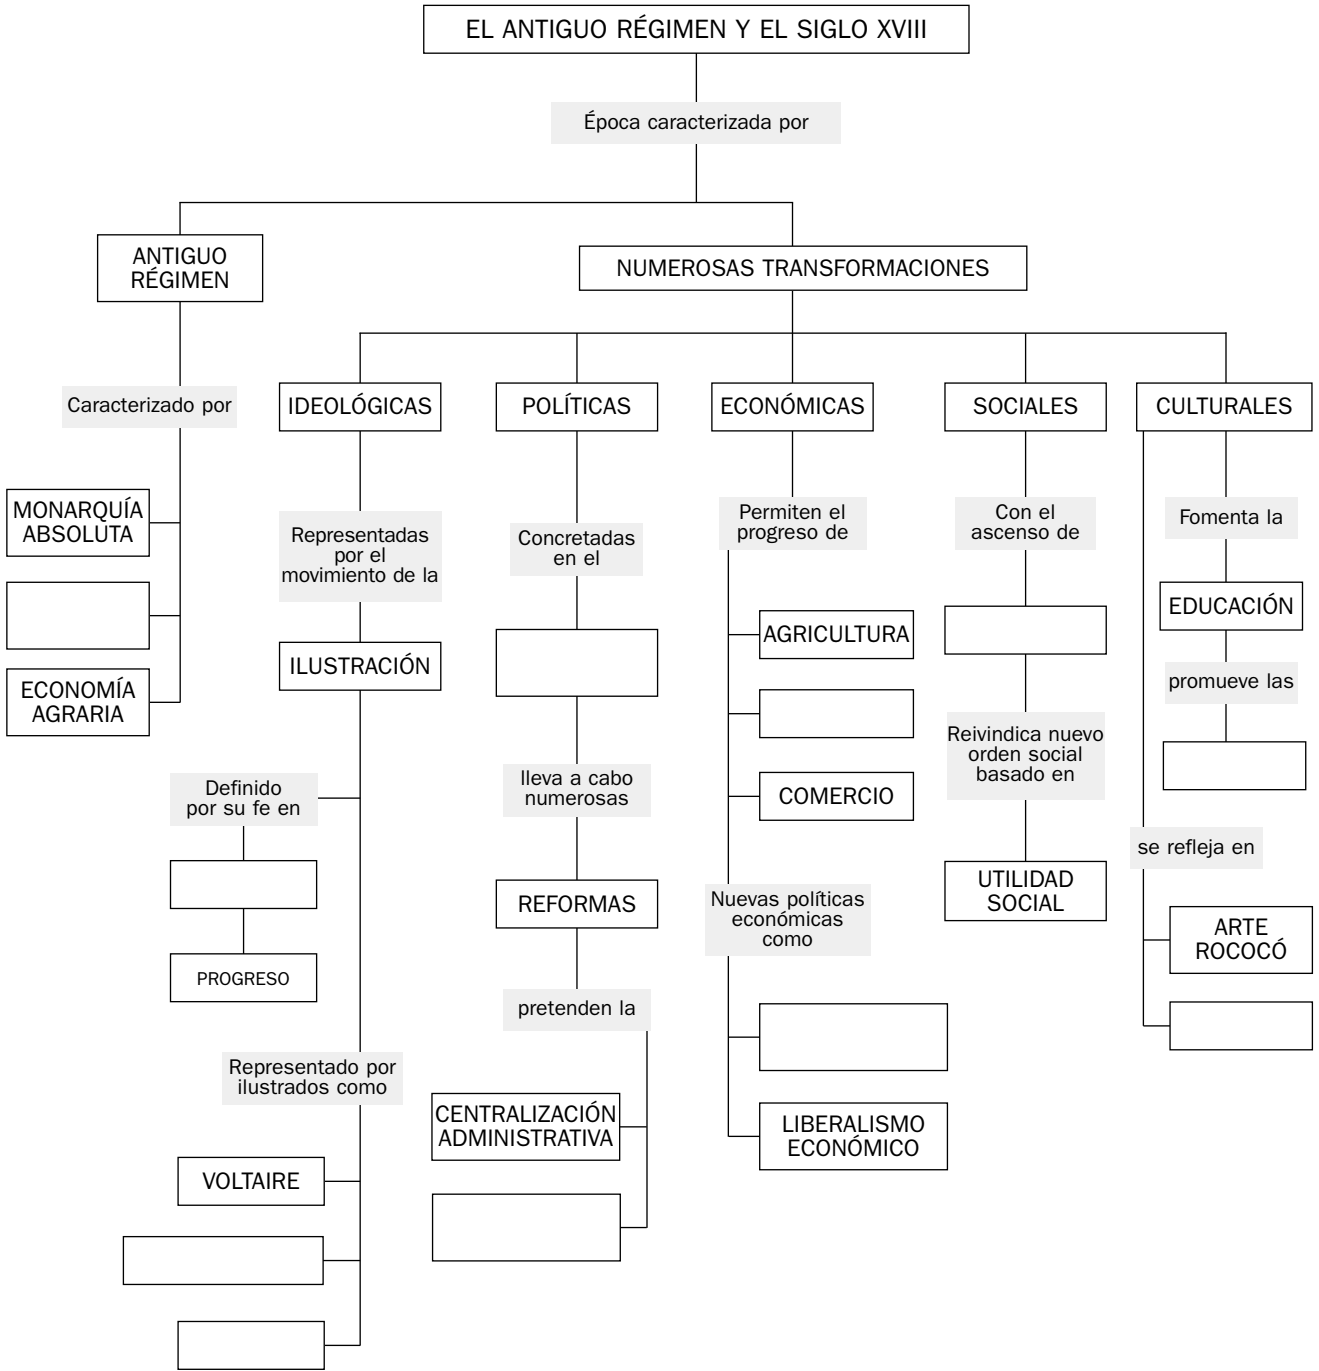 EL ANTIGUO RÉGIMEN Y EL SIGLO XVIII
Época caracterizada por
ANTIGUO
RÉGIMEN
NUMEROSAS TRANSFORMACIONES
Caracterizado por
MONARQUÍA
ABSOLUTA
ECONOMÍA
AGRARIA
IDEOLÓGICAS
Representadas
por el
movimiento de la
ILUSTRACIÓN
Definido
por su fe en
PROGRESO
Representado por
ilustrados como
VOLTAIRE
POLÍTICAS
Concretadas
en el
lleva a cabo
numerosas
REFORMAS
pretenden la
CENTRALIZACIÓN
ADMINISTRATIVA
ECONÓMICAS
Permiten el
progreso de
AGRICULTURA
COMERCIO
Nuevas políticas
económicas
como
LIBERALISMO
ECONÓMICO
SOCIALES
Con el
ascenso de
Reivindica nuevo
orden social
basado en
UTILIDAD
SOCIAL
CULTURALES
Fomenta la
EDUCACIÓN
promueve las
se refleja en
ARTE
ROCOCÓ